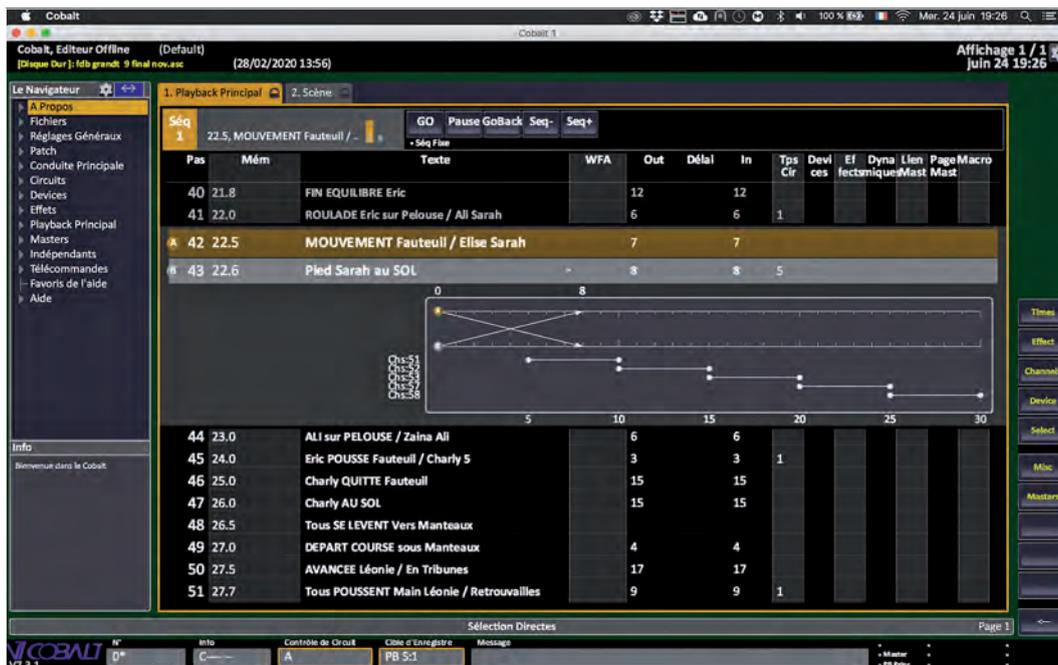 Cobalt 100 % Mer. 24 juin 19:26
Cobalt 1
Cobalt, Editeur Offline (Default) Affichage 1 / 1
[Disque Dur]: fdb grandt 9 final nov.asc (28/02/2020 13:56) juin 24 19:26
Le Navigateur
A Propos
Fichiers
Réglages Généraux
Patch
Conduite Principale
Circuits
Devices
Effets
Playback Principal
Masters
Indépendants
Télécommandes
Favoris de l'aide
Aide
Info
Bienvenue dans le Cobalt
1. Playback Principal 2. Scène
Séq 1 22.5, MOUVEMENT Fauteuil / GO Pause GoBack Seq- Seq+
• Séq Fixe
Pas Mém Texte WFA Out Délai In Tps Cir Devi ces Ef fects Dyna miques Lien Mast Page Mast Macro
40 21.8 FIN EQUILIBRE Eric 12 12
41 22.0 ROULADE Eric sur Pelouse / Ali Sarah 6 6 1
A 42 22.5 MOUVEMENT Fauteuil / Elise Sarah 7 7
B 43 22.6 Pied Sarah au SOL - 8 8 5
0 8
Chs:51
Chs:52
Chs:53
Chs:57
Chs:58
5 10 15 20 25 30
44 23.0 ALI sur PELOUSE / Zaina Ali 6 6
45 24.0 Eric POUSSE Fauteuil / Charly 5 3 3 1
46 25.0 Charly QUITTE Fauteuil 15 15
47 26.0 Charly AU SOL 15 15
48 26.5 Tous SE LEVENT Vers Manteaux
49 27.0 DEPART COURSE sous Manteaux 4 4
50 27.5 AVANCEE Léonie / En Tribunes 17 17
51 27.7 Tous POUSSENT Main Léonie / Retrouvailles 9 9 1
Times
Effect
Channel
Device
Select
Misc
Masters
Sélection Directes Page 1
COBALT
V7.3.1
N° Info Contrôle de Circuit Cible d'Enregistre Message
D* C A PB S:1
• Master